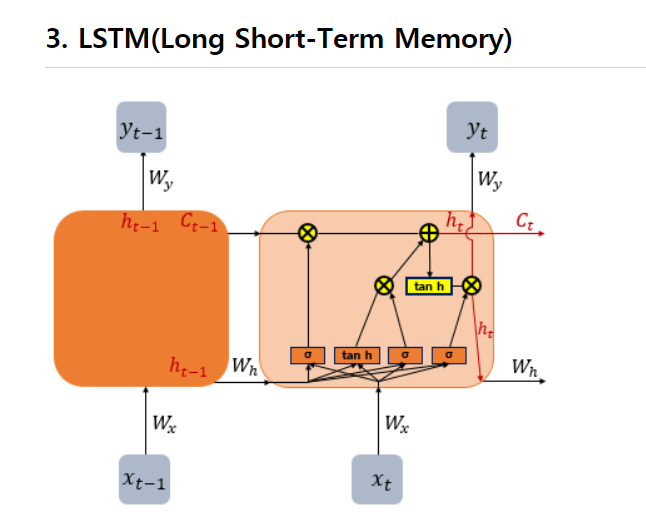 3. LSTM(Long Short-Term Memory)
y_{t-1}
y_t
W_y
W_y
h_{t-1} C_{t-1}
h_t
C_t
tan h
h_t
σ
tan h
σ
σ
h_{t-1}
W_h
W_h
W_x
W_x
x_{t-1}
x_t